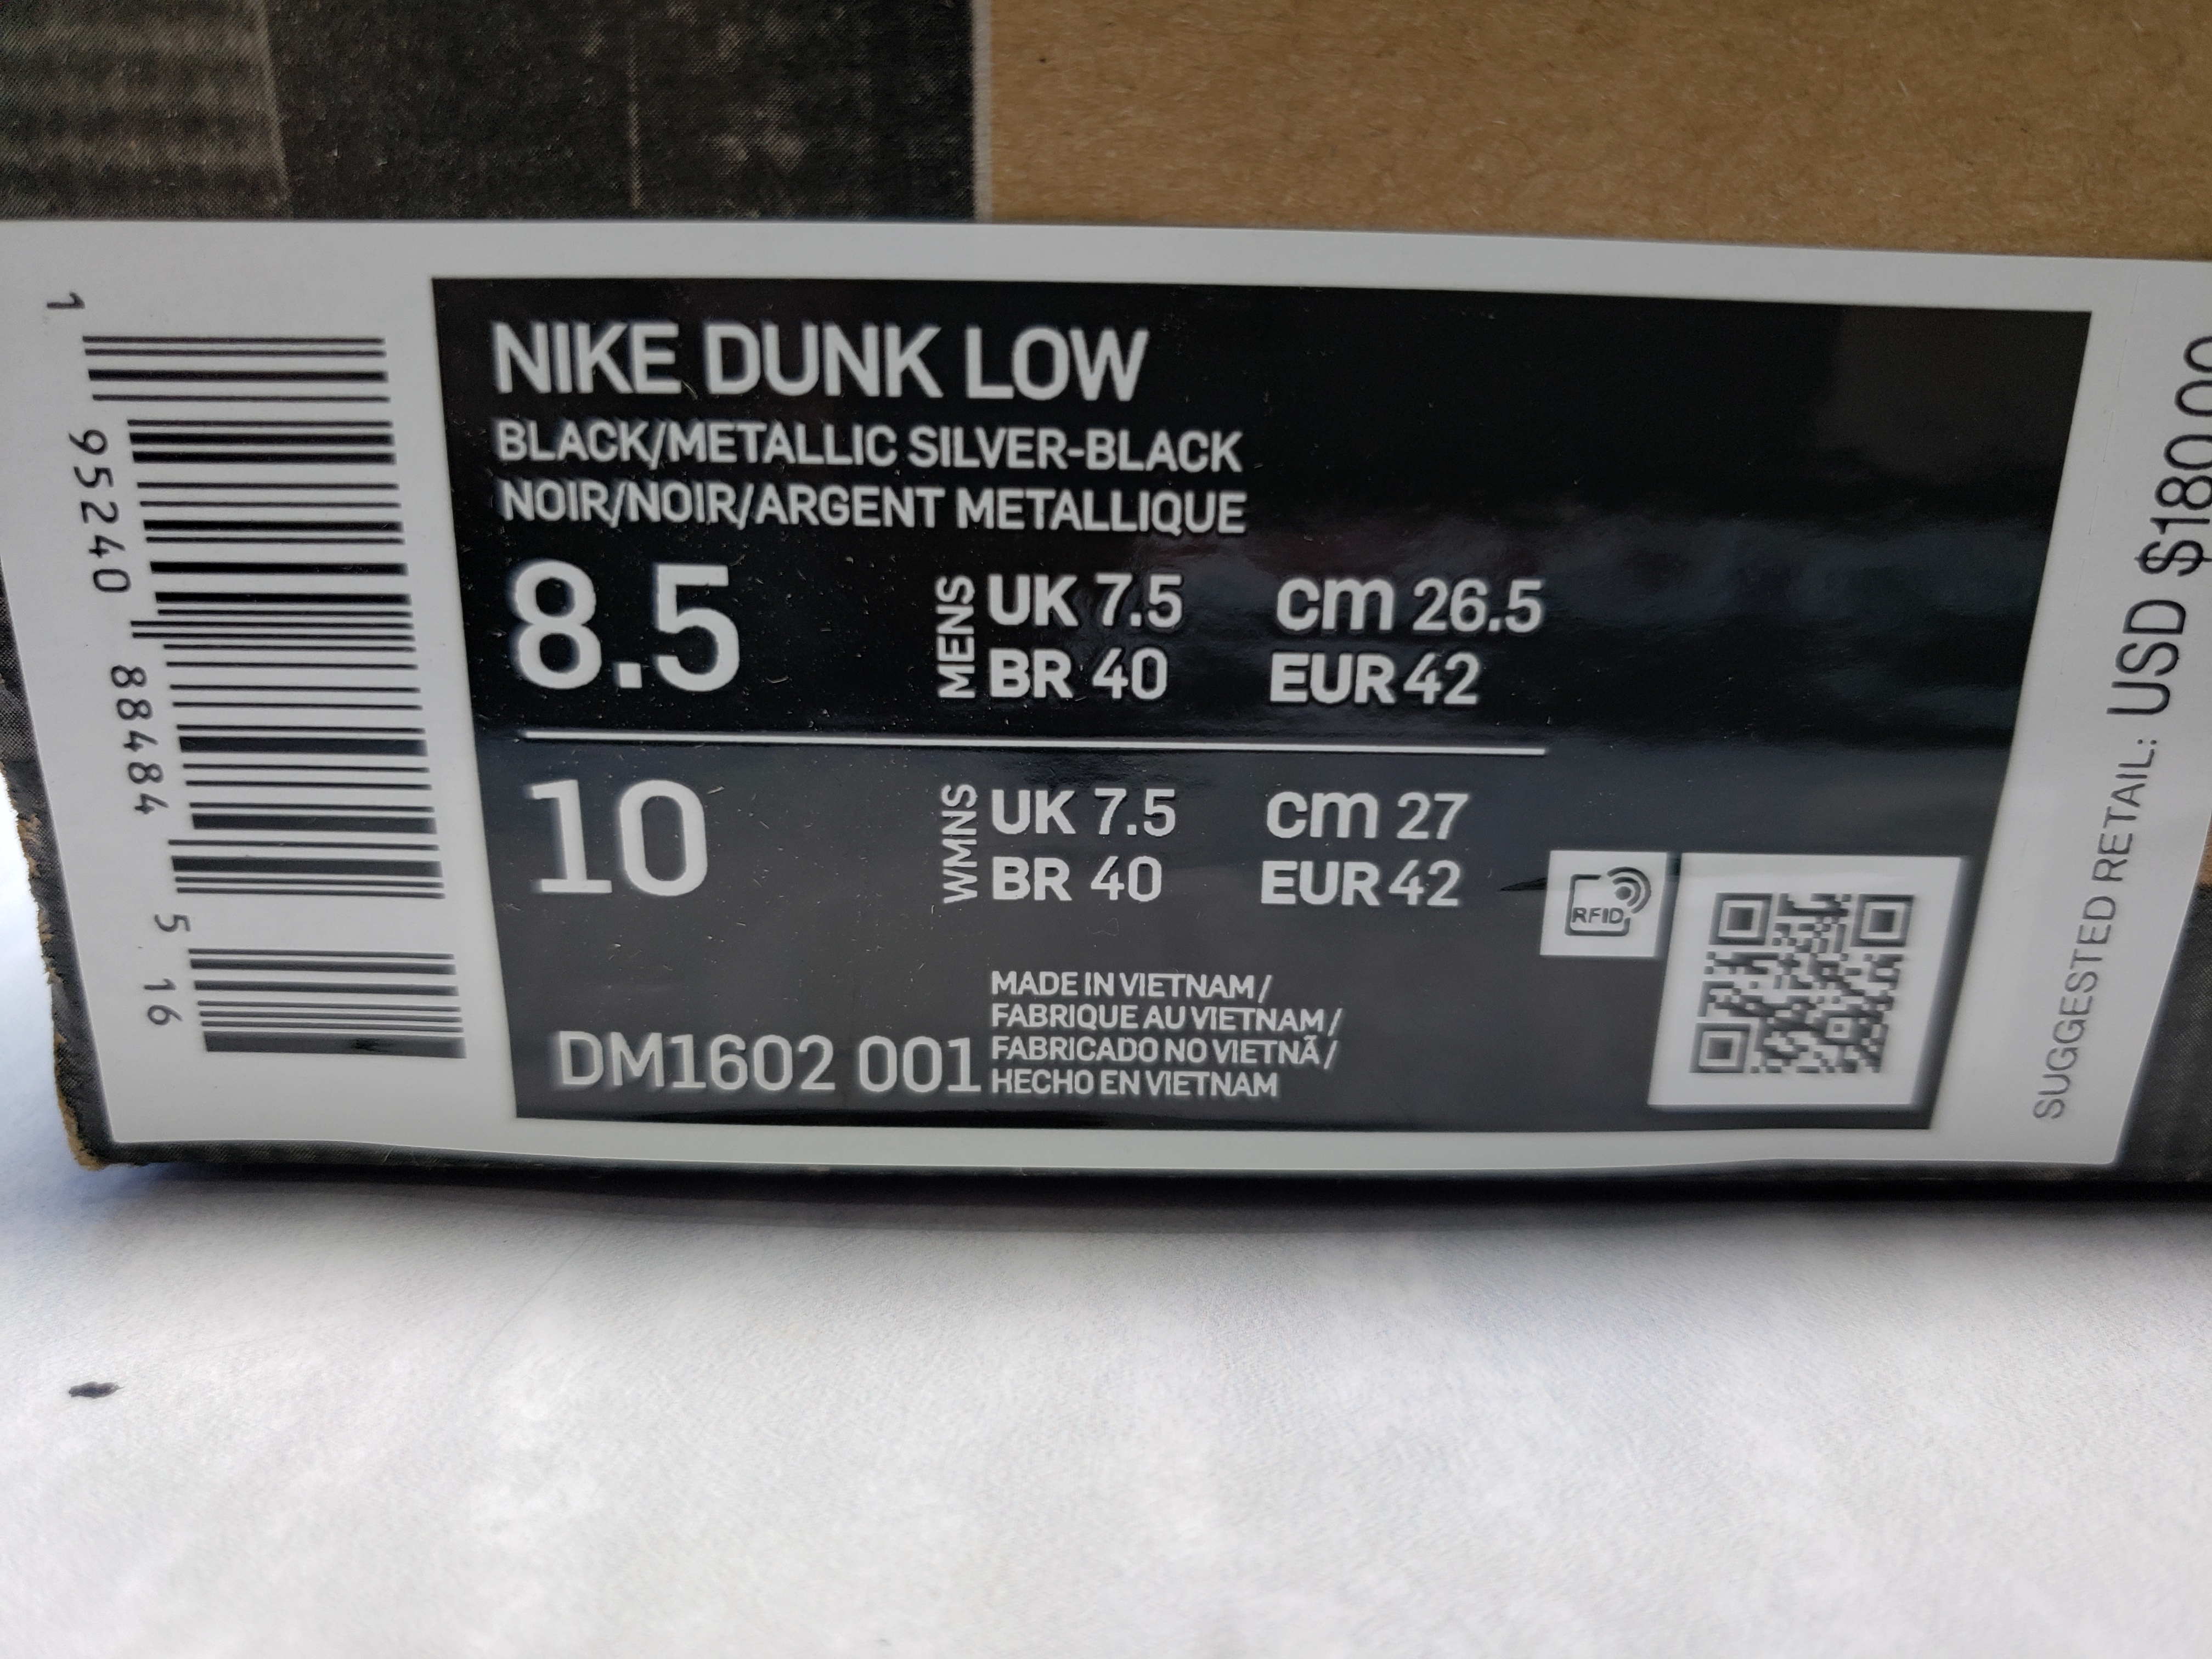 NIKE DUNK LOW
BLACK/METALLIC SILVER-BLACK
NOIR/NOIR/ARGENT METALLIQUE
8.5
MENS
UK 7.5 cm 26.5
BR 40 EUR 42
10
WMNS
UK 7.5 cm 27
BR 40 EUR 42
RFID
MADE IN VIETNAM/
FABRIQUE AU VIETNAM/
FABRICADO NO VIETNÃ/
HECHO EN VIETNAM
DM1602 001
1 95240 88484 5 16
SUGGESTED RETAIL: USD $180.00